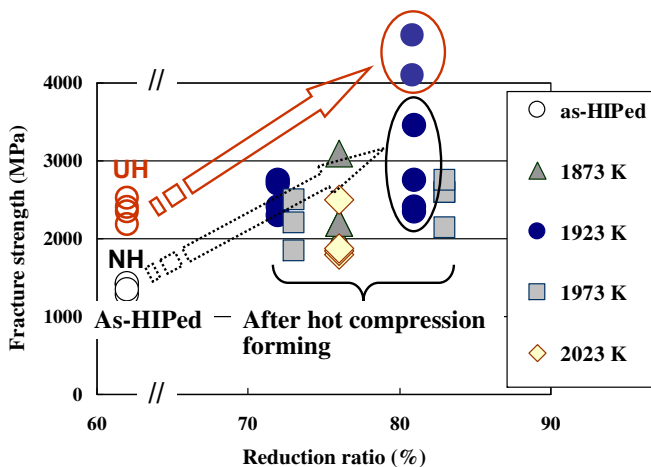 //
4000
3000
2000
1000
0
Fracture strength (MPa)
UH
NH
As-HIPed
After hot compression
forming
//
60
70
80
90
Reduction ratio (%)
as-HIPed
1873 K
1923 K
1973 K
2023 K